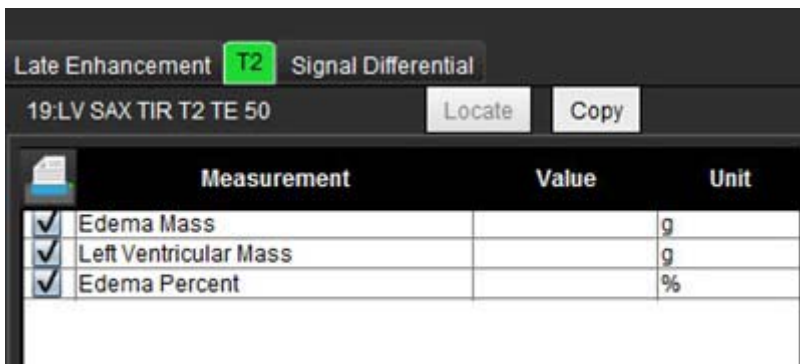 Late Enhancement T2 Signal Differential
19:LV SAX TIR T2 TE 50 Locate Copy
Measurement Value Unit
Edema Mass g
Left Ventricular Mass g
Edema Percent %